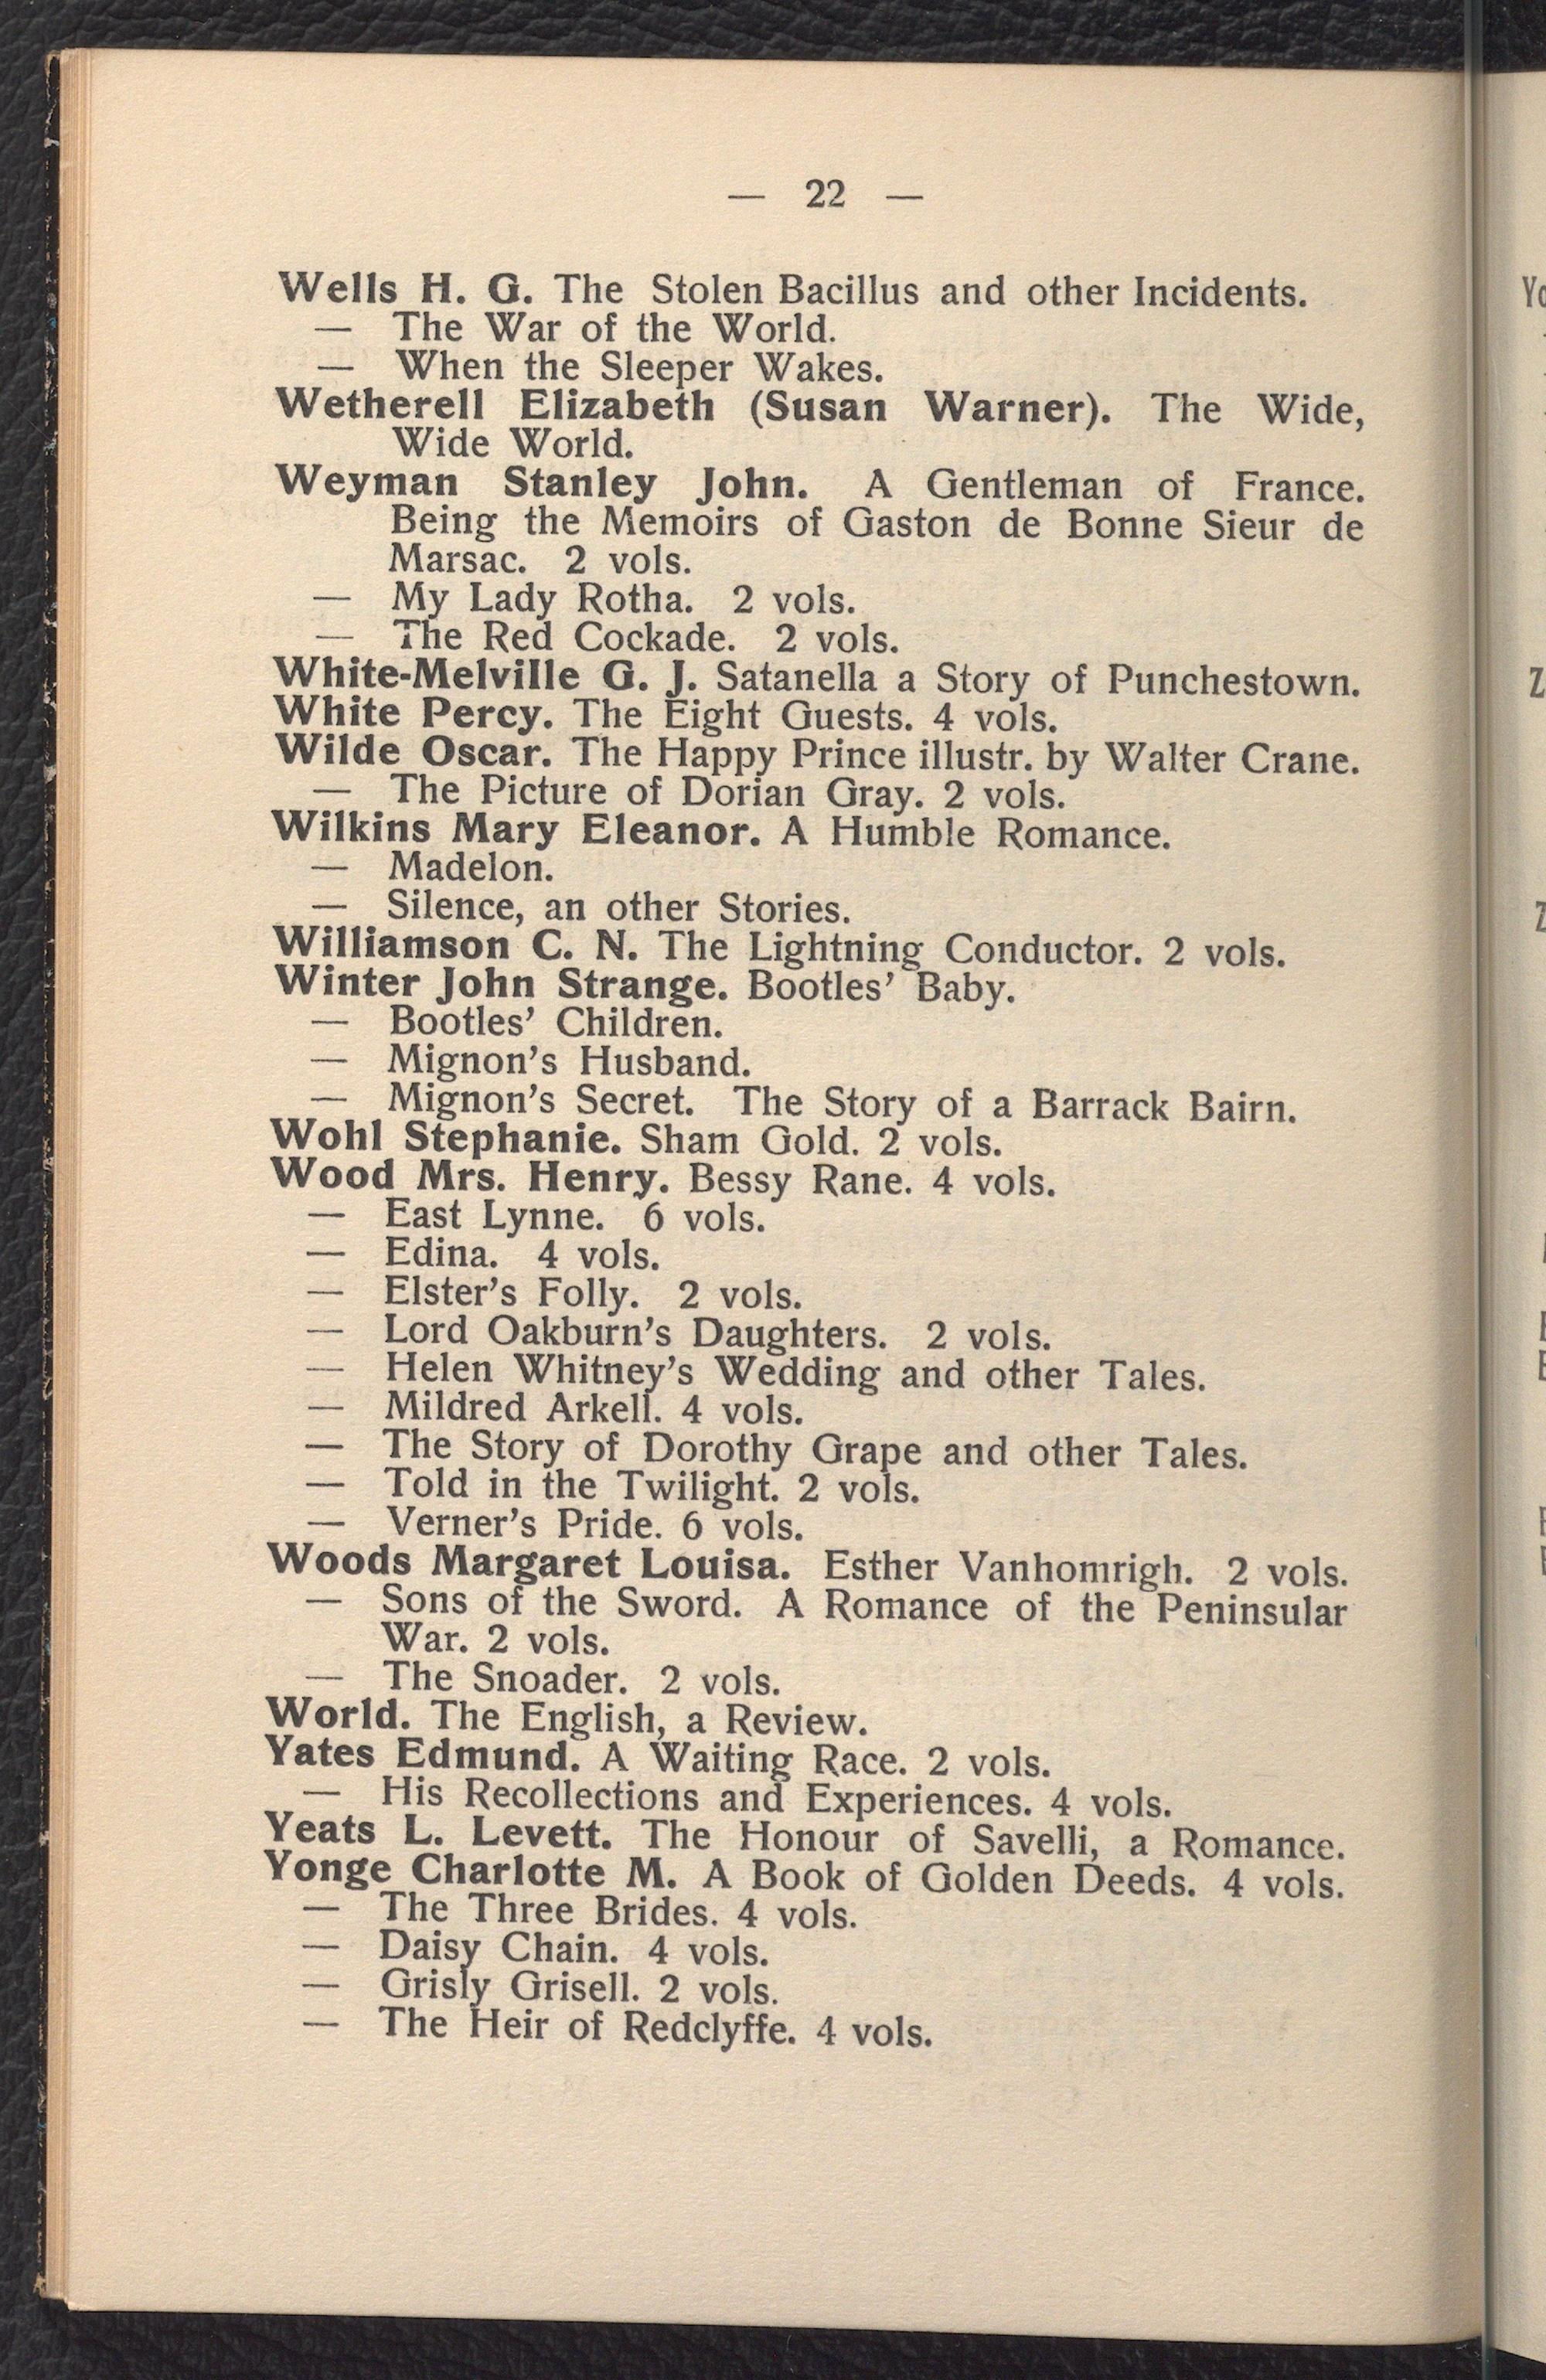 — 22 —
Wells H. G. The Stolen Bacillus and other Incidents.
— The War of the World.
— When the Sleeper Wakes.
Wetherell Elizabeth (Susan Warner). The Wide,
Wide World.
Weyman Stanley John. A Gentleman of France.
Being the Memoirs of Gaston de Bonne Sieur de
Marsac. 2 vols.
— My Lady Rotha. 2 vols.
— The Red Cockade. 2 vols.
White-Melville G. J. Satanella a Story of Punchestown.
White Percy. The Eight Guests. 4 vols.
Wilde Oscar. The Happy Prince illustr. by Walter Crane.
— The Picture of Dorian Gray. 2 vols.
Wilkins Mary Eleanor. A Humble Romance.
— Madelon.
— Silence, an other Stories.
Williamson C. N. The Lightning Conductor. 2 vols.
Winter John Strange. Bootles’ Baby.
— Bootles’ Children.
— Mignon’s Husband.
— Mignon’s Secret. The Story of a Barrack Bairn.
Wohl Stephanie. Sham Gold. 2 vols.
Wood Mrs. Henry. Bessy Rane. 4 vols.
— East Lynne. 6 vols.
— Edina. 4 vols.
— Elster’s Folly. 2 vols.
— Lord Oakburn’s Daughters. 2 vols.
— Helen Whitney’s Wedding and other Tales.
— Mildred Arkell. 4 vols.
— The Story of Dorothy Grape and other Tales.
— Told in the Twilight. 2 vols.
— Verner’s Pride. 6 vols.
Woods Margaret Louisa. Esther Vanhomrigh. 2 vols.
— Sons of the Sword. A Romance of the Peninsular
War. 2 vols.
— The Snoader. 2 vols.
World. The English, a Review.
Yates Edmund. A Waiting Race. 2 vols.
— His Recollections and Experiences. 4 vols.
Yeats L. Levett. The Honour of Savelli, a Romance.
Yonge Charlotte M. A Book of Golden Deeds. 4 vols.
— The Three Brides. 4 vols.
— Daisy Chain. 4 vols.
— Grisly Grisell. 2 vols.
— The Heir of Redclyffe. 4 vols.